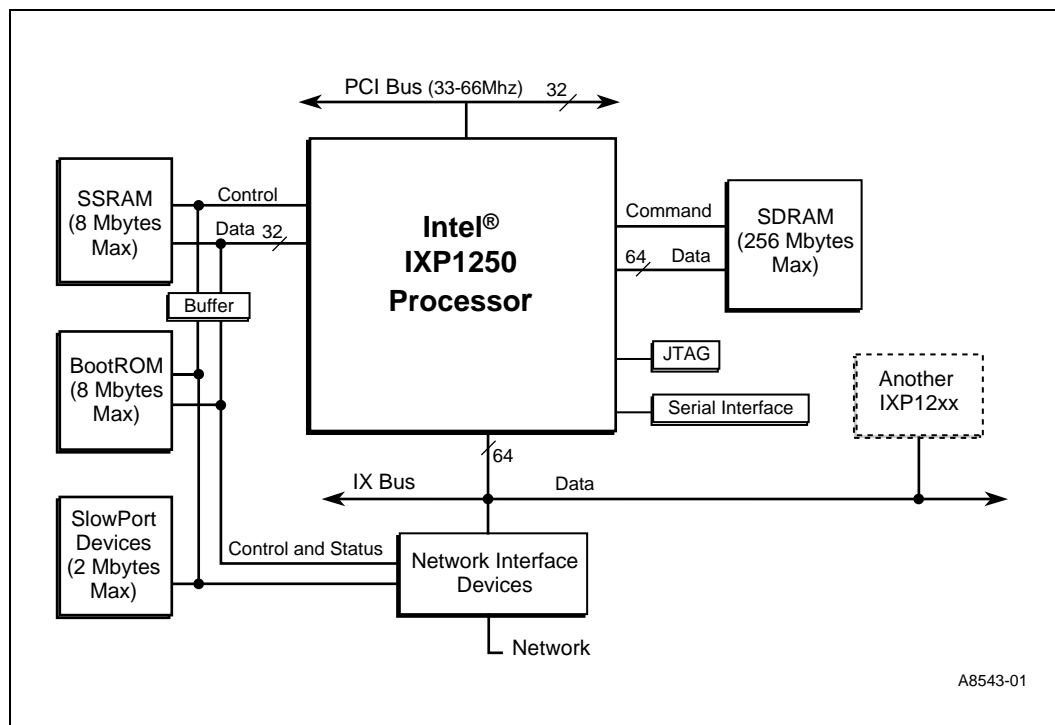 PCI Bus (33-66Mhz) 32
SSRAM
(8 Mbytes
Max)
Control
Data 32
Buffer
BootROM
(8 Mbytes
Max)
SlowPort
Devices
(2 Mbytes
Max)
Intel®
IXP1250
Processor
Command
64 Data
SDRAM
(256 Mbytes
Max)
JTAG
Serial Interface
Another
IXP12xx
64
IX Bus Data
Control and Status
Network Interface
Devices
Network
A8543-01